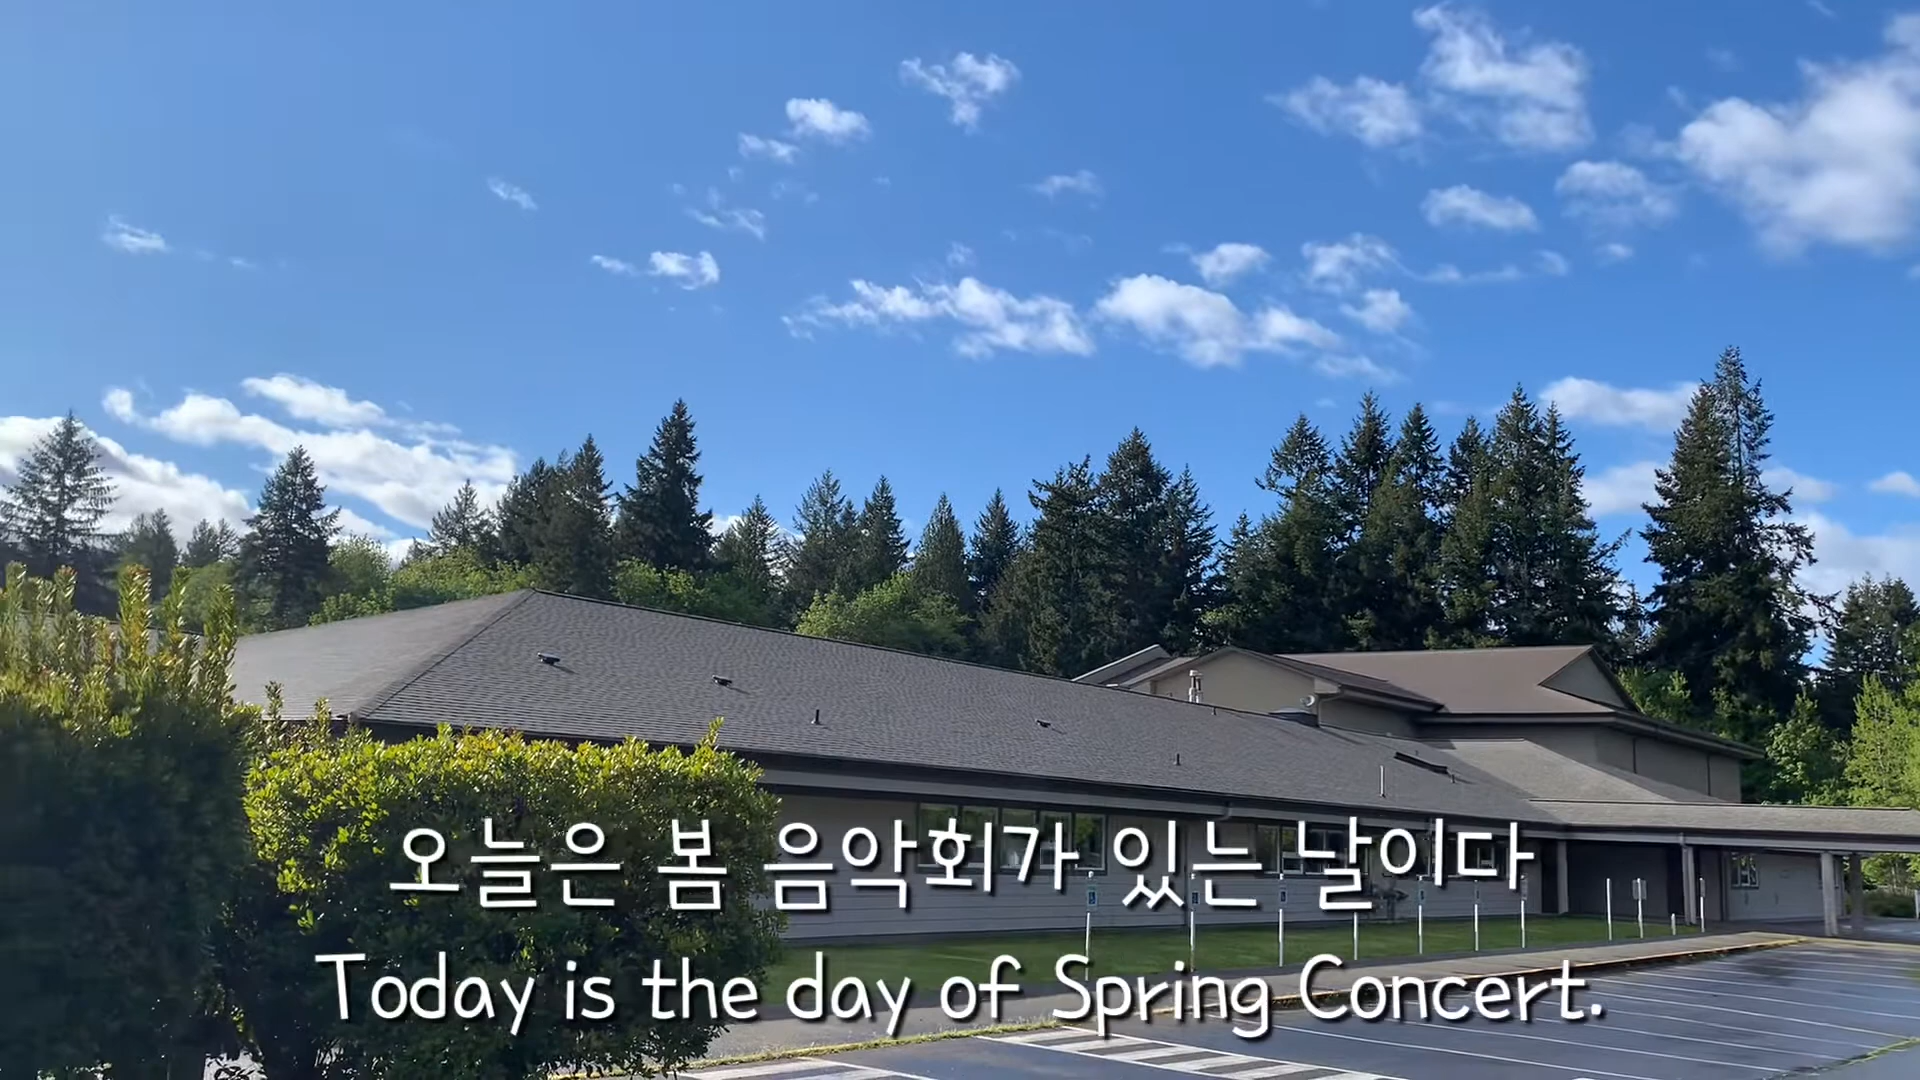 오늘은 봄 음악회가 있는 날이다
Today is the day of Spring Concert.